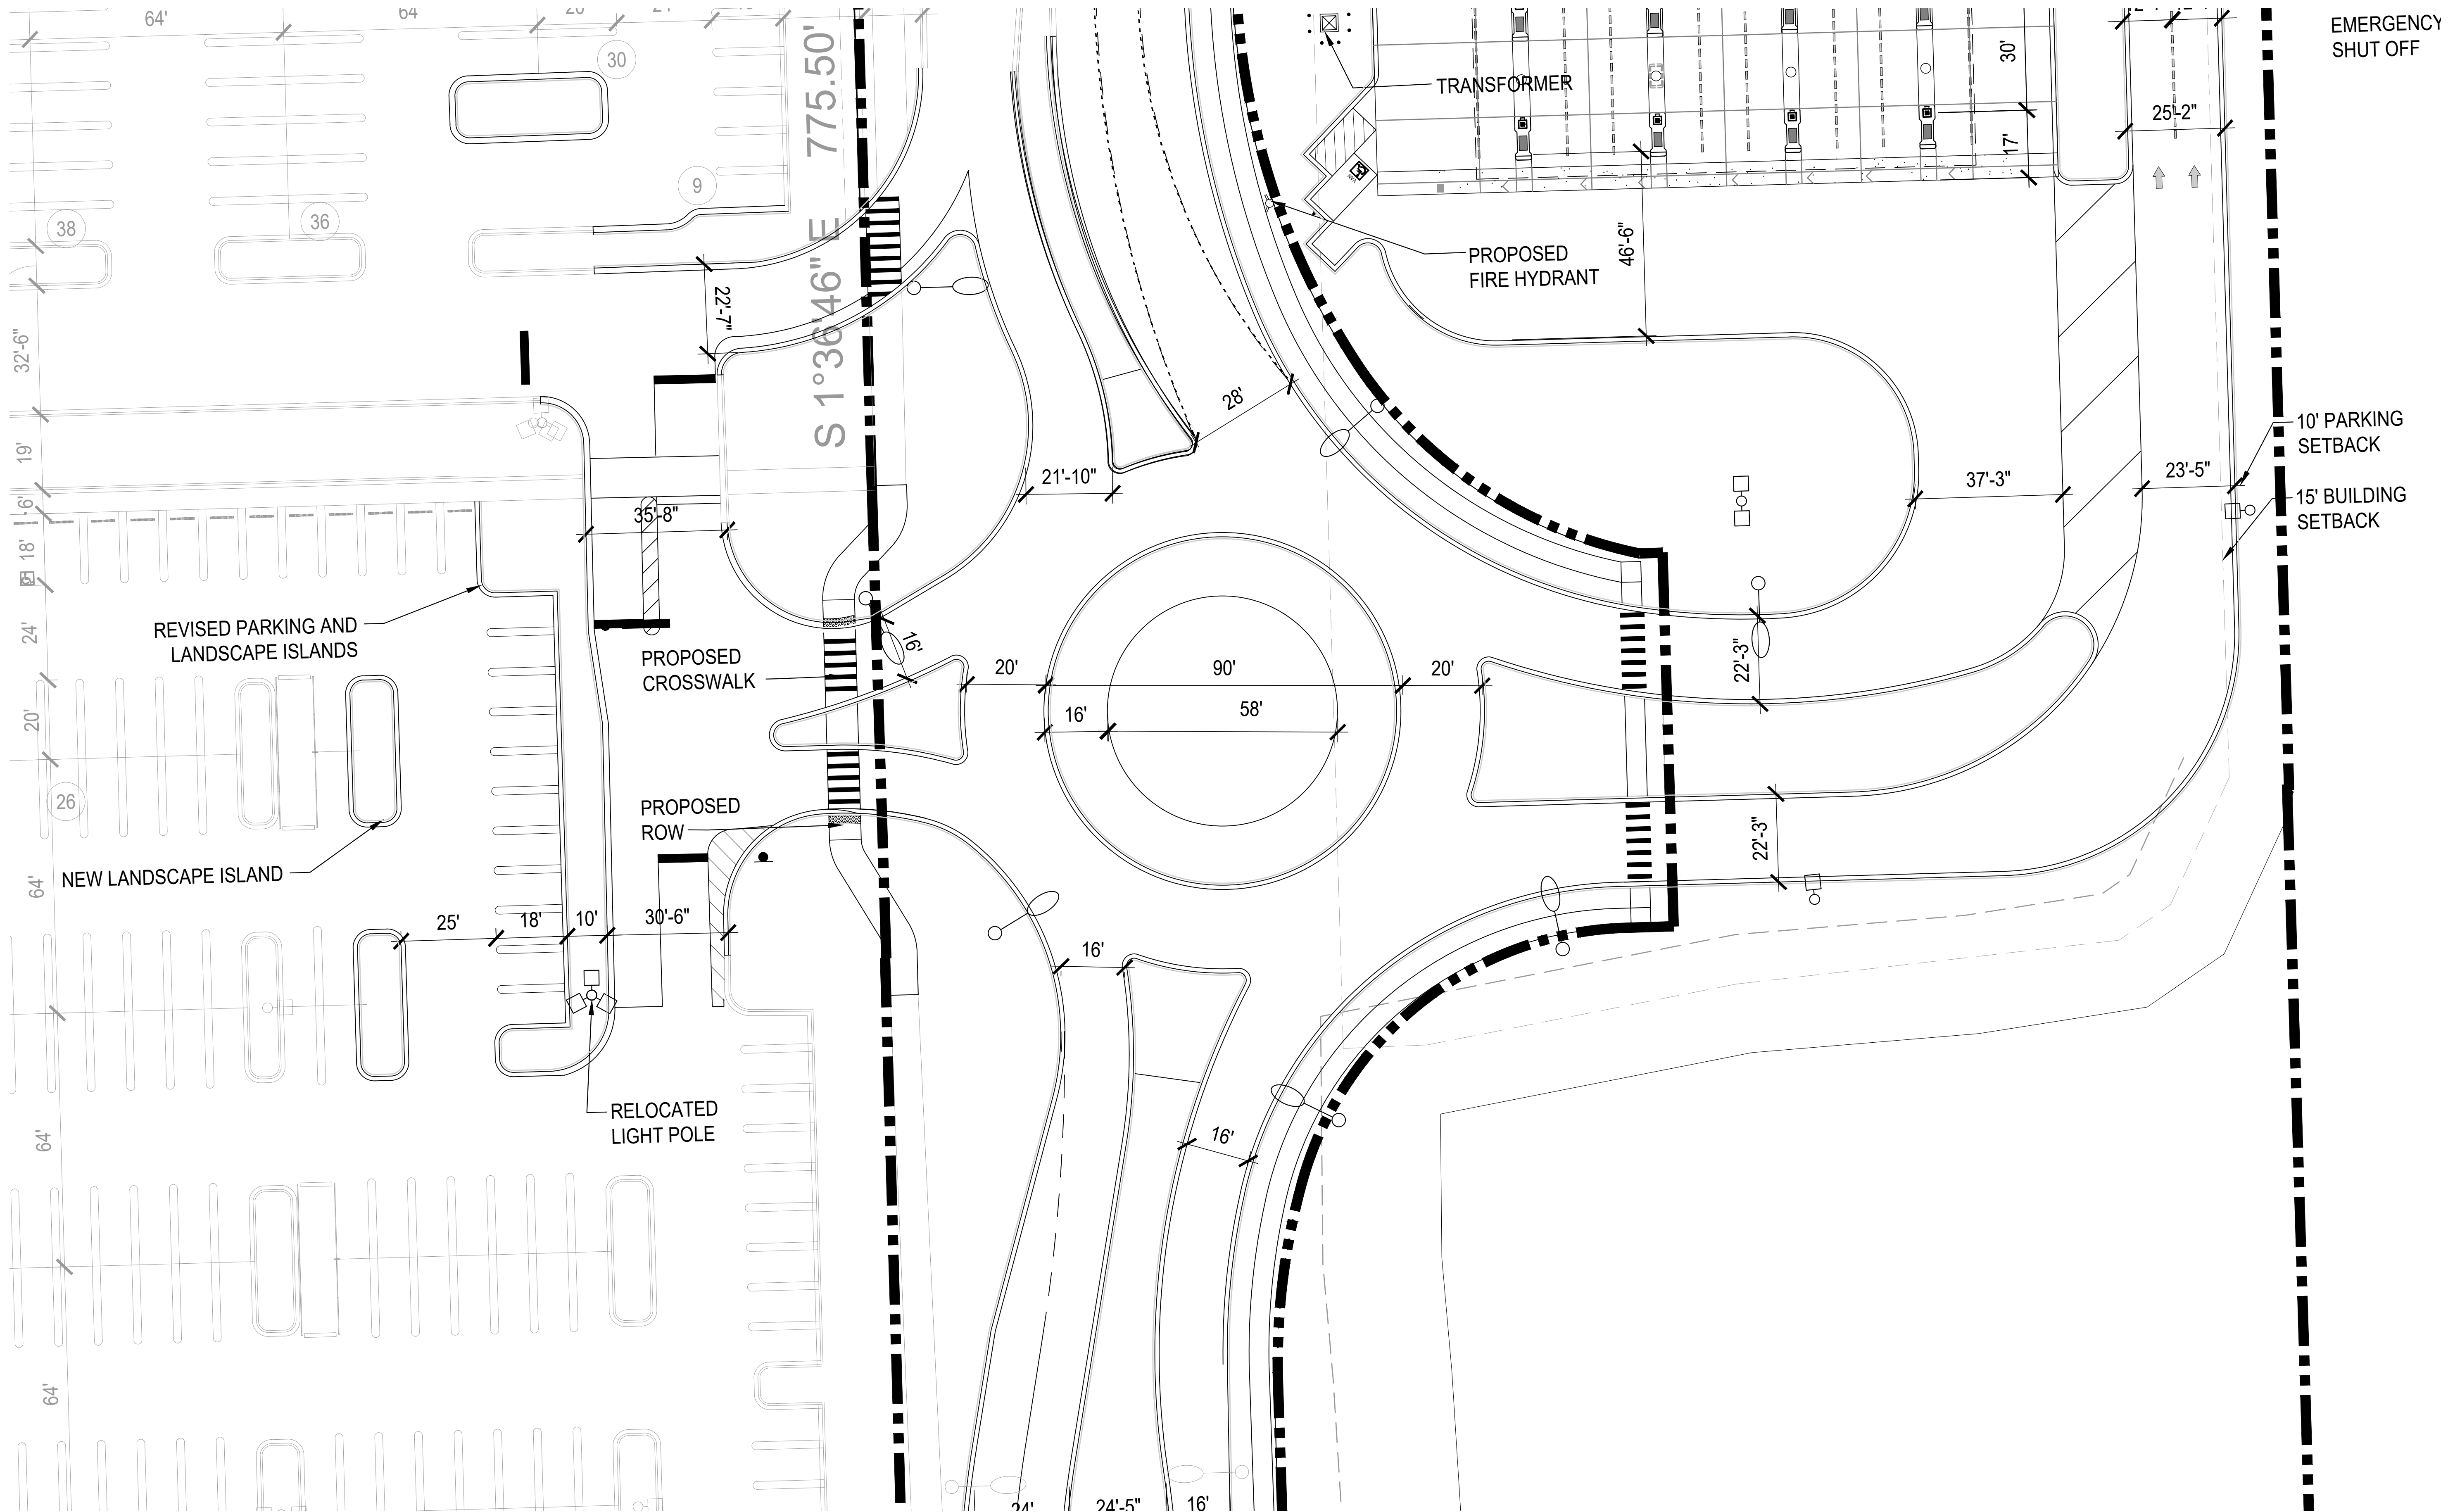 64'
64'
30
9
38
36
S 1°36'46" E 775.50'
22'-7"
32'-6"
19'
6'
18'
24'
20'
26
64'
64'
64'
TRANSFORMER
PROPOSED
FIRE HYDRANT
46'-6"
30'
17'
25'-2"
EMERGENCY
SHUT OFF
28'
21'-10"
35'-8"
37'-3"
23'-5"
10' PARKING
SETBACK
15' BUILDING
SETBACK
REVISED PARKING AND
LANDSCAPE ISLANDS
PROPOSED
CROSSWALK
16'
20'
90'
20'
16'
58'
22'-3"
22'-3"
PROPOSED
ROW
NEW LANDSCAPE ISLAND
25'
18'
10'
30'-6"
16'
RELOCATED
LIGHT POLE
16'
24'
24'-5"
16'